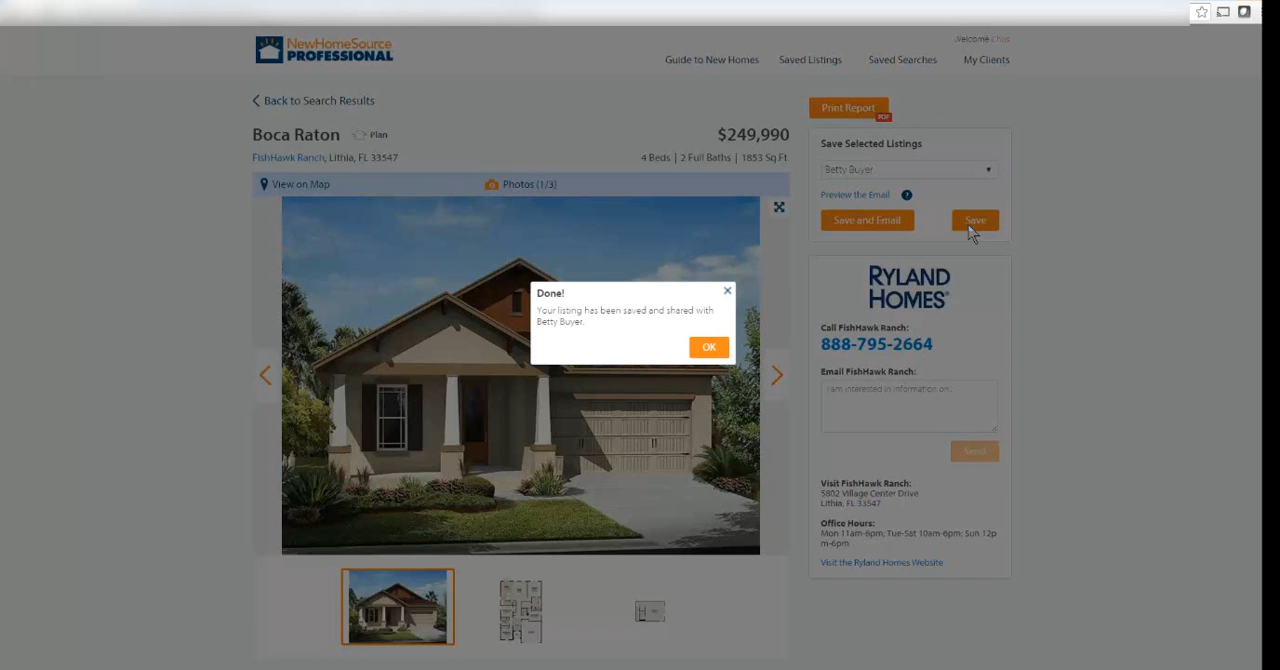 NewHomeSource
PROFESSIONAL
Welcome Chris
Guide to New Homes
Saved Listings
Saved Searches
My Clients
Back to Search Results
Boca Raton
Plan
$249,990
FishHawk Ranch, Lithia, FL 33547
4 Beds | 2 Full Baths | 1853 Sq.Ft.
View on Map
Photos (1/3)
Print Report
PDF
Save Selected Listings
Betty Buyer
Preview the Email ?
Save and Email
Save
Done!
Your listing has been saved and shared with
Betty Buyer.
OK
RYLAND
HOMES
Call FishHawk Ranch:
888-795-2664
Email FishHawk Ranch:
I am interested in information on...
Send
Visit FishHawk Ranch:
5802 Village Center Drive
Lithia, FL 33547
Office Hours:
Mon 11am-6pm; Tue-Sat 10am-6pm; Sun 12p
m-6pm
Visit the Ryland Homes Website